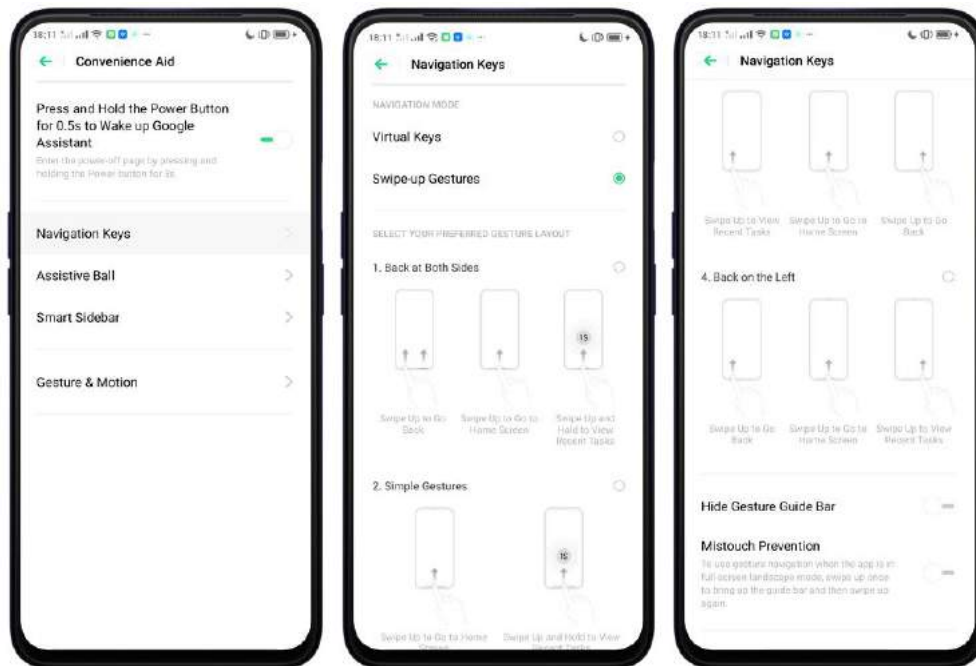 18:11
Convenience Aid
Press and Hold the Power Button
for 0.5s to Wake up Google
Assistant
Enter the power-off page by pressing and
holding the Power button for 3s.
Navigation Keys
Assistive Ball
Smart Sidebar
Gesture & Motion
18:11
Navigation Keys
NAVIGATION MODE
Virtual Keys
Swipe-up Gestures
SELECT YOUR PREFERRED GESTURE LAYOUT
1. Back at Both Sides
1S
Swipe Up to Go
Back
Swipe Up to Go to
Home Screen
Swipe Up and
Hold to View
Recent Tasks
2. Simple Gestures
1S
Swipe Up to Go to Home
Screen
Swipe Up and Hold to View
Recent Tasks
18:11
Navigation Keys
Swipe Up to View
Recent Tasks
Swipe Up to Go to
Home Screen
Swipe Up to Go
Back
4. Back on the Left
Swipe Up to Go
Back
Swipe Up to Go to
Home Screen
Swipe Up to View
Recent Tasks
Hide Gesture Guide Bar
Mistouch Prevention
To use gesture navigation when the app is in
full-screen landscape mode, swipe up once
to bring up the guide bar and then swipe up
again.